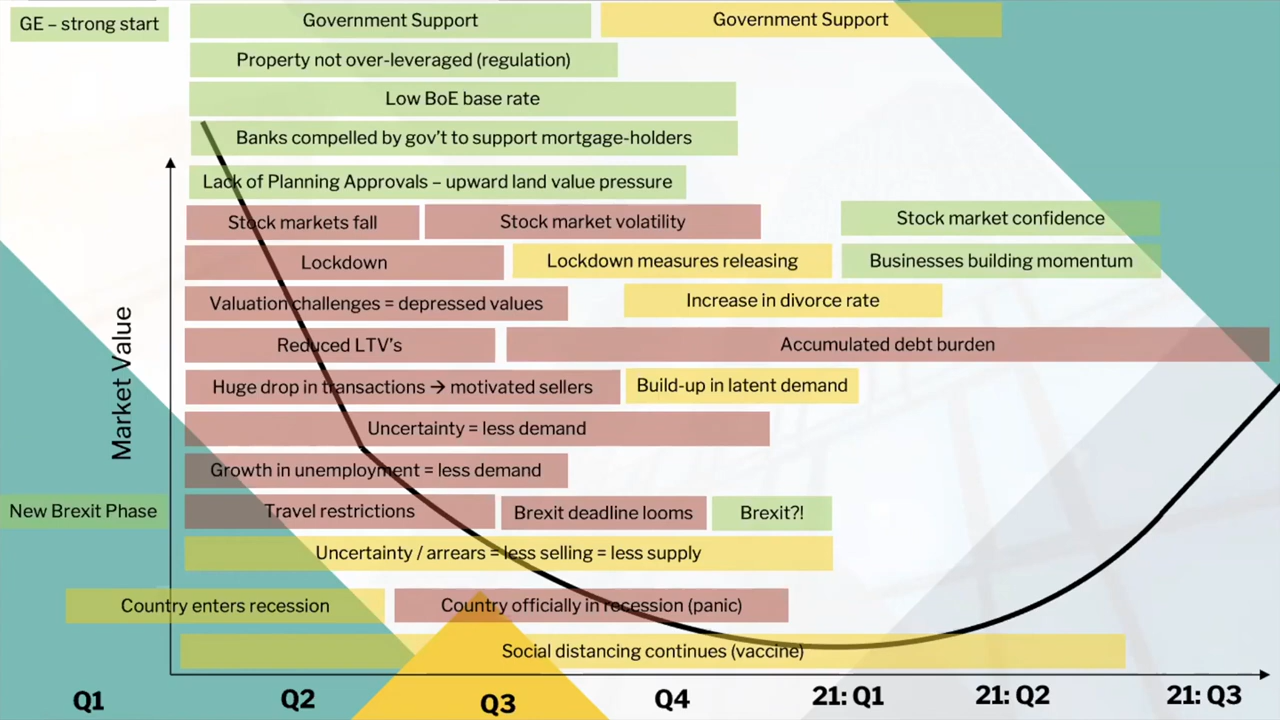 GE – strong start
Government Support
Government Support
Property not over-leveraged (regulation)
Low BoE base rate
Banks compelled by gov’t to support mortgage-holders
Lack of Planning Approvals – upward land value pressure
Stock markets fall
Stock market volatility
Stock market confidence
Lockdown
Lockdown measures releasing
Businesses building momentum
Valuation challenges = depressed values
Increase in divorce rate
Reduced LTV’s
Accumulated debt burden
Huge drop in transactions → motivated sellers
Build-up in latent demand
Uncertainty = less demand
Growth in unemployment = less demand
New Brexit Phase
Travel restrictions
Brexit deadline looms
Brexit?!
Uncertainty / arrears = less selling = less supply
Country enters recession
Country officially in recession (panic)
Social distancing continues (vaccine)
Market Value
Q1
Q2
Q3
Q4
21: Q1
21: Q2
21: Q3